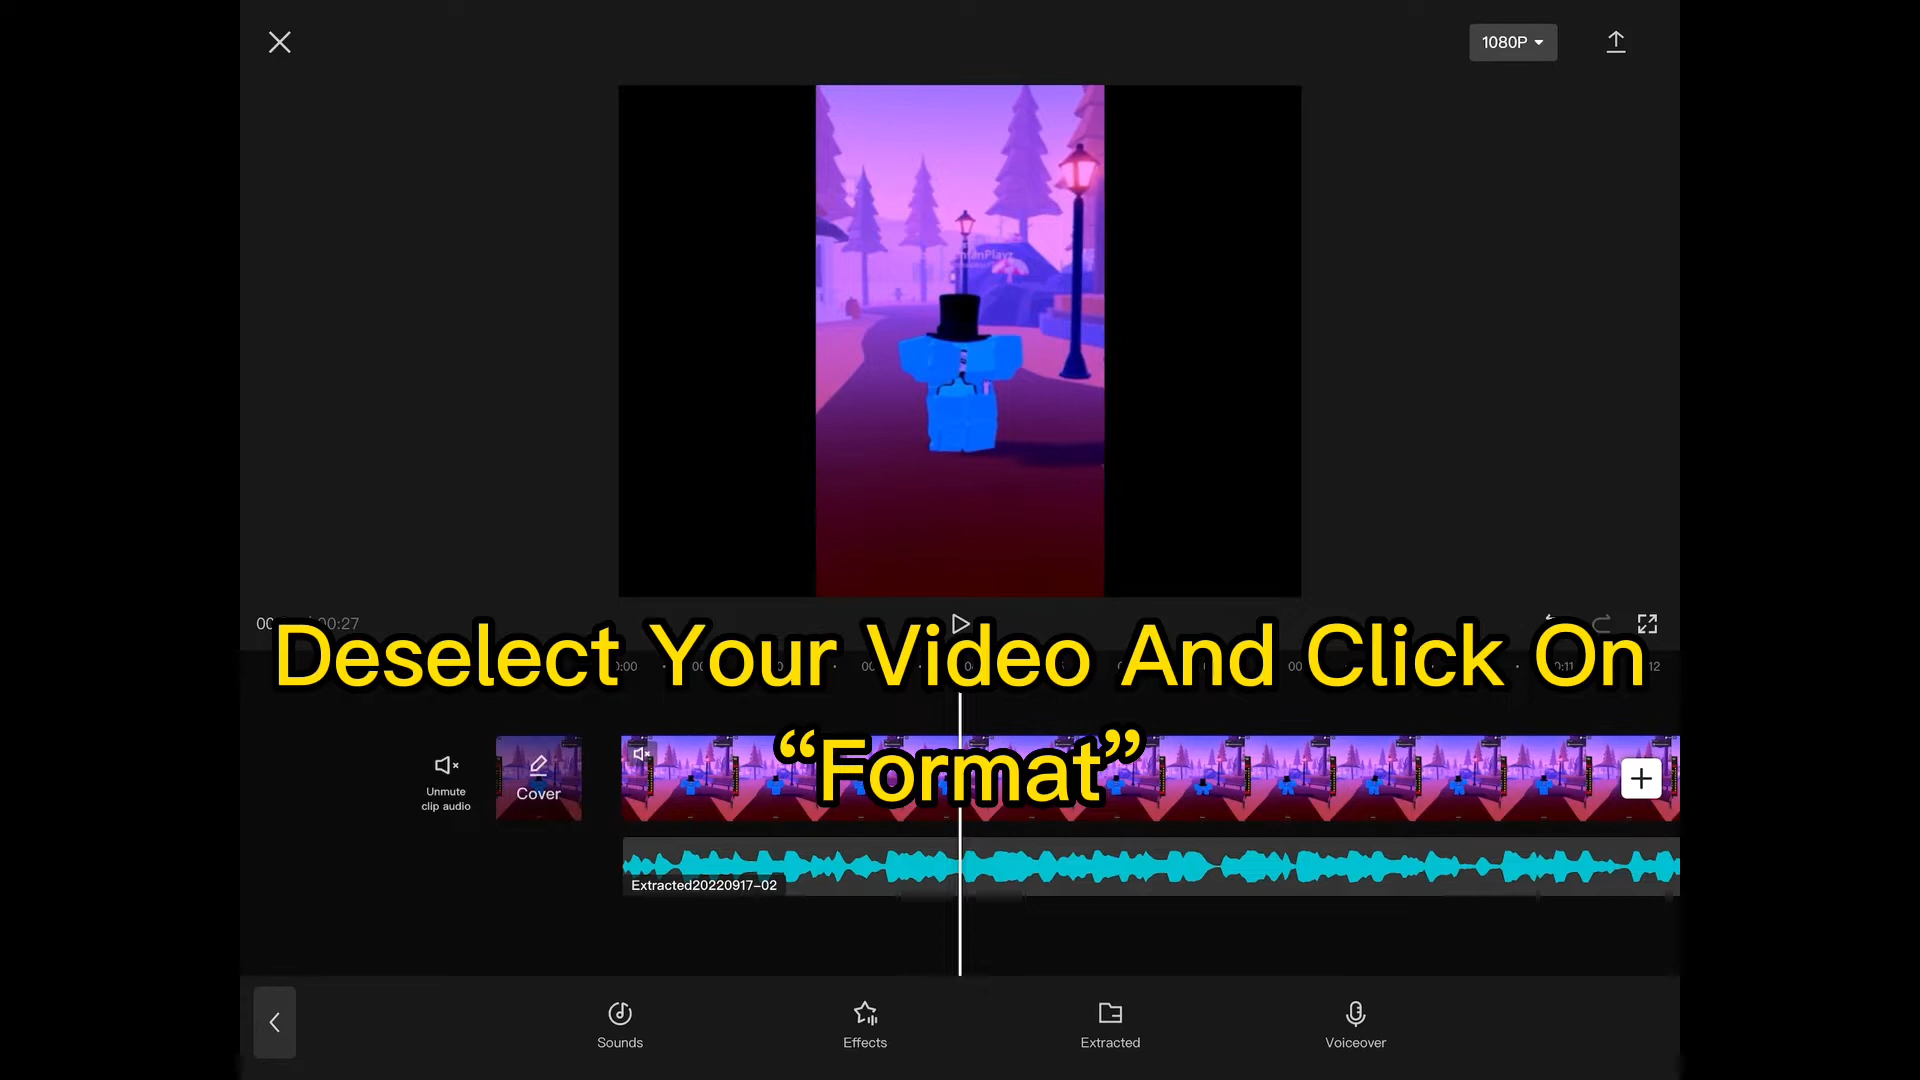 1080P
Deselect Your Video And Click On
“Format”
Unmute
clip audio
Cover
Extracted20220917-02
Sounds
Effects
Extracted
Voiceover